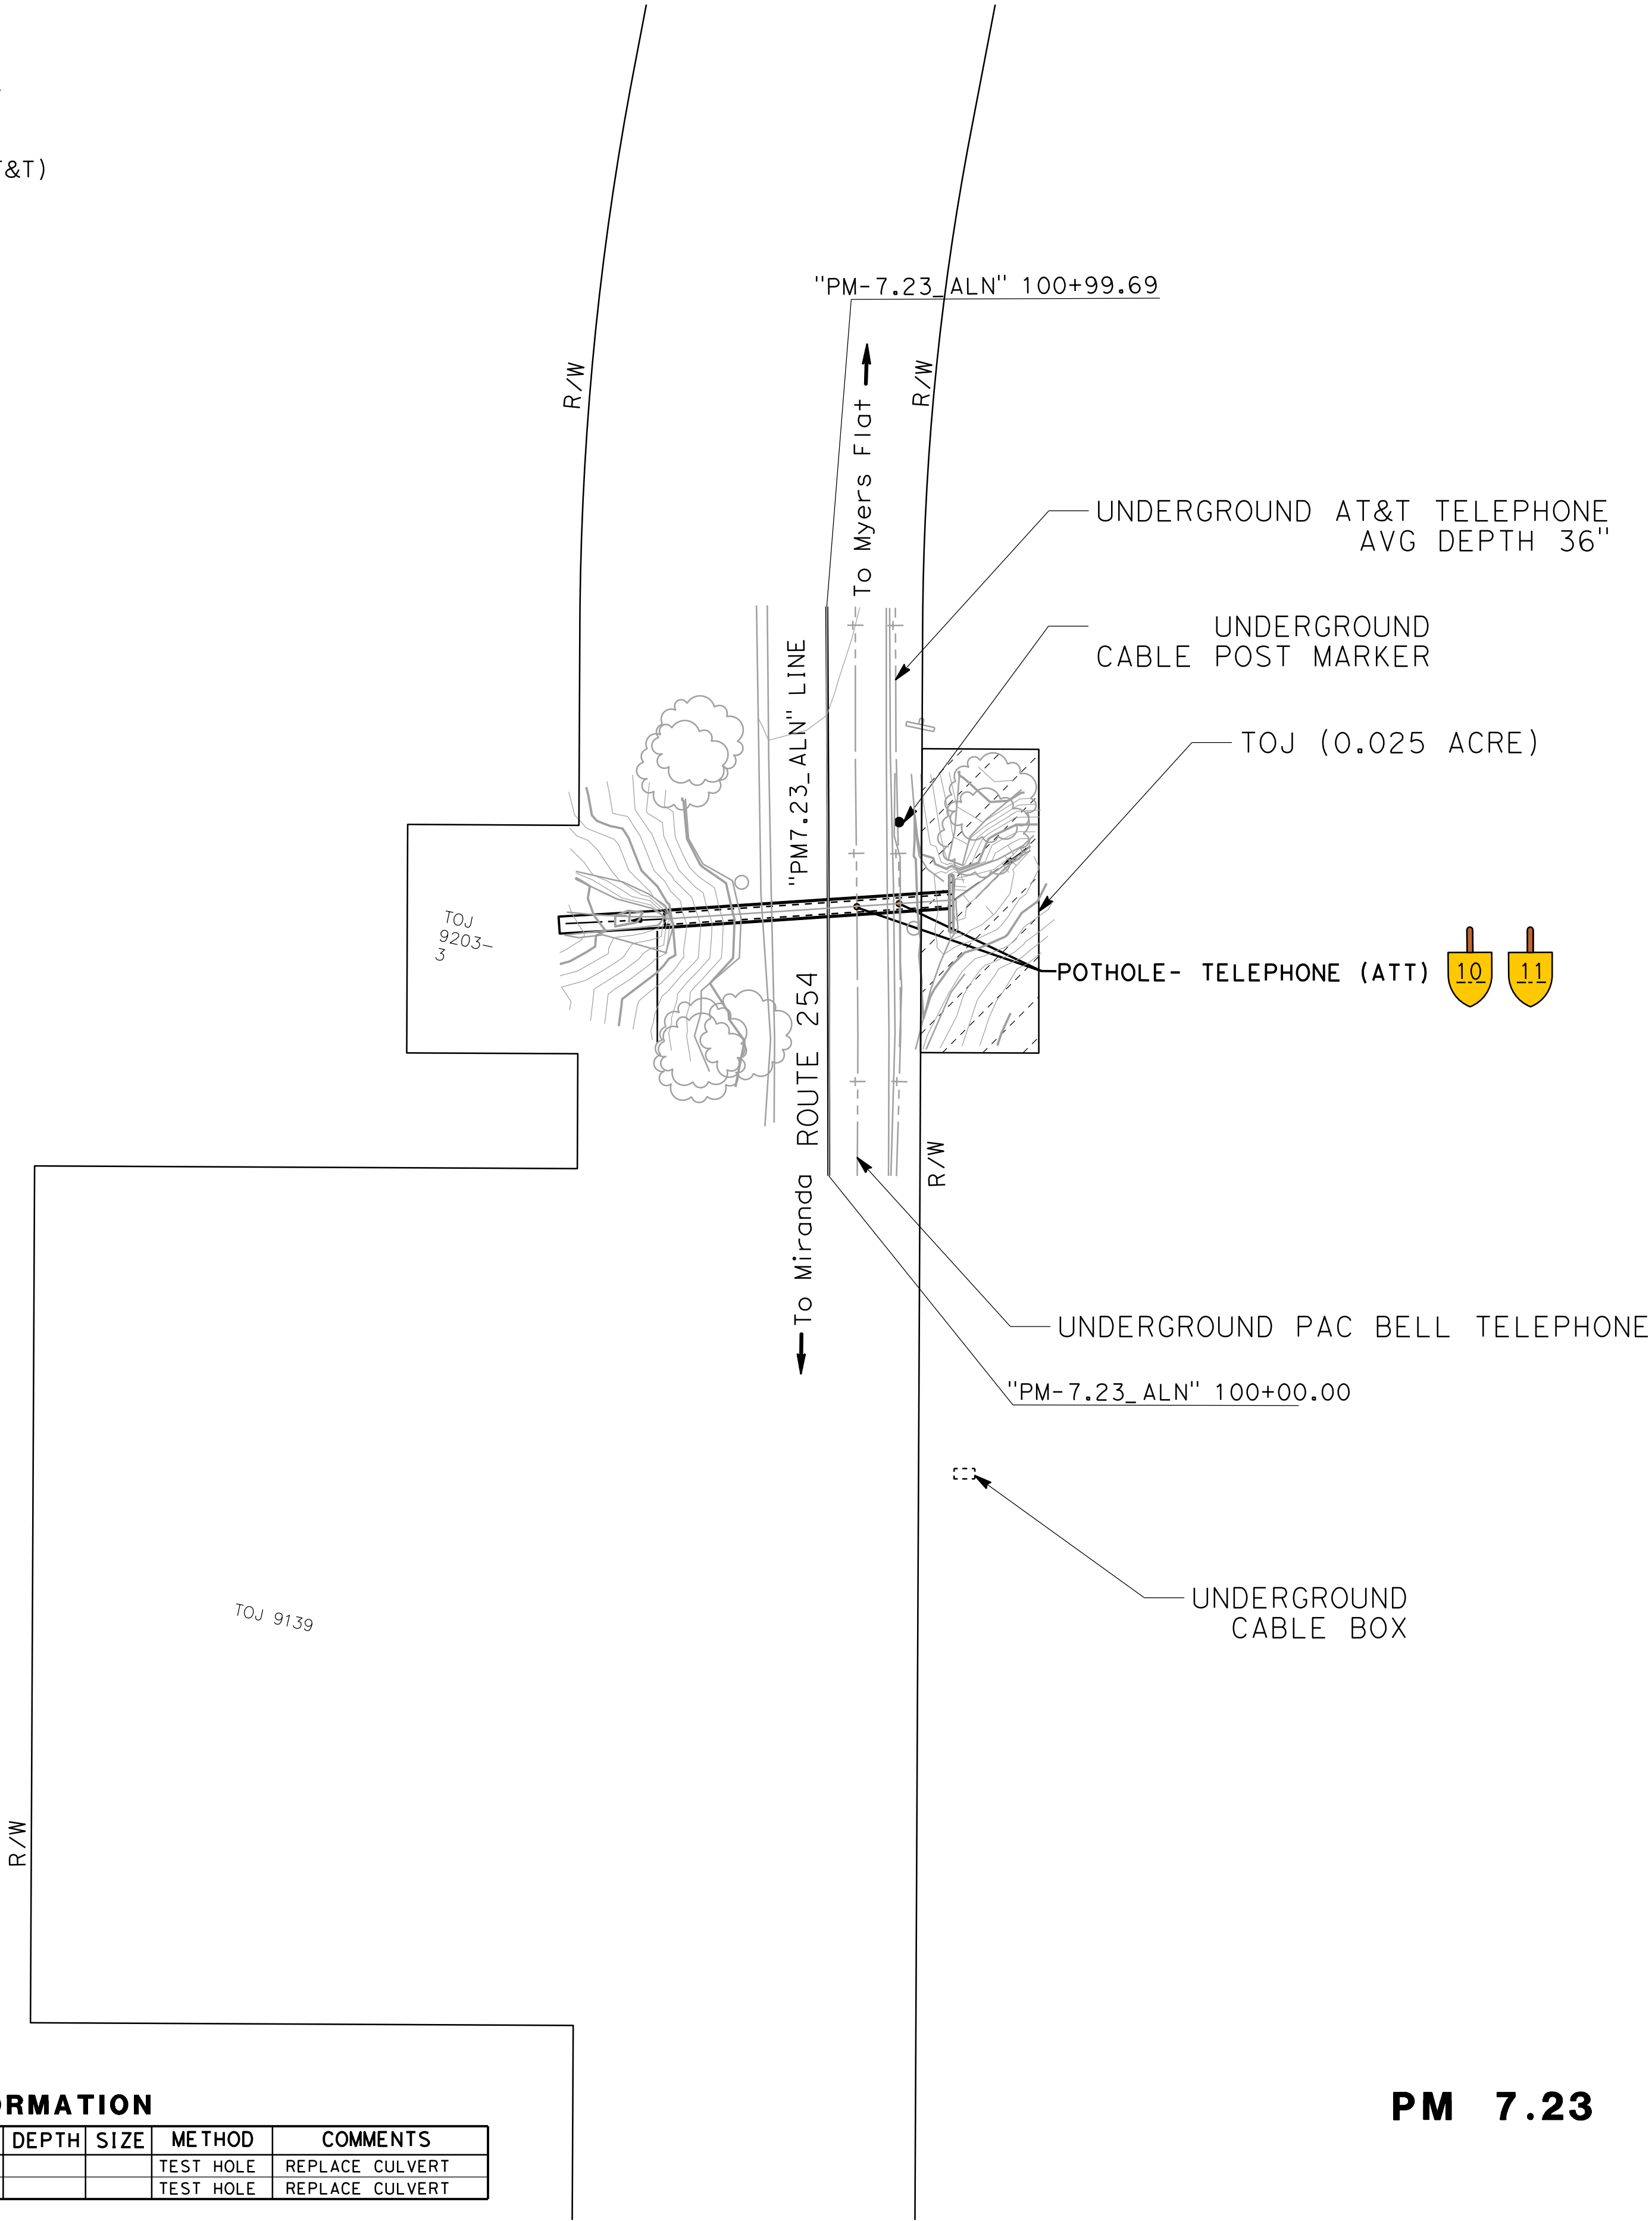 T&T)
"PM-7.23_ALN" 100+99.69
R/W
R/W
To Myers Flat
UNDERGROUND AT&T TELEPHONE
AVG DEPTH 36"
UNDERGROUND
CABLE POST MARKER
"PM7.23_ALN" LINE
TOJ (0.025 ACRE)
TOJ
9203-
3
POTHOLE- TELEPHONE (ATT)
10
11
ROUTE 254
R/W
To Miranda
UNDERGROUND PAC BELL TELEPHONE
"PM-7.23_ALN" 100+00.00
UNDERGROUND
CABLE BOX
TOJ 9139
R/W
ORMATION
PM 7.23
DEPTH SIZE METHOD COMMENTS
TEST HOLE REPLACE CULVERT
TEST HOLE REPLACE CULVERT